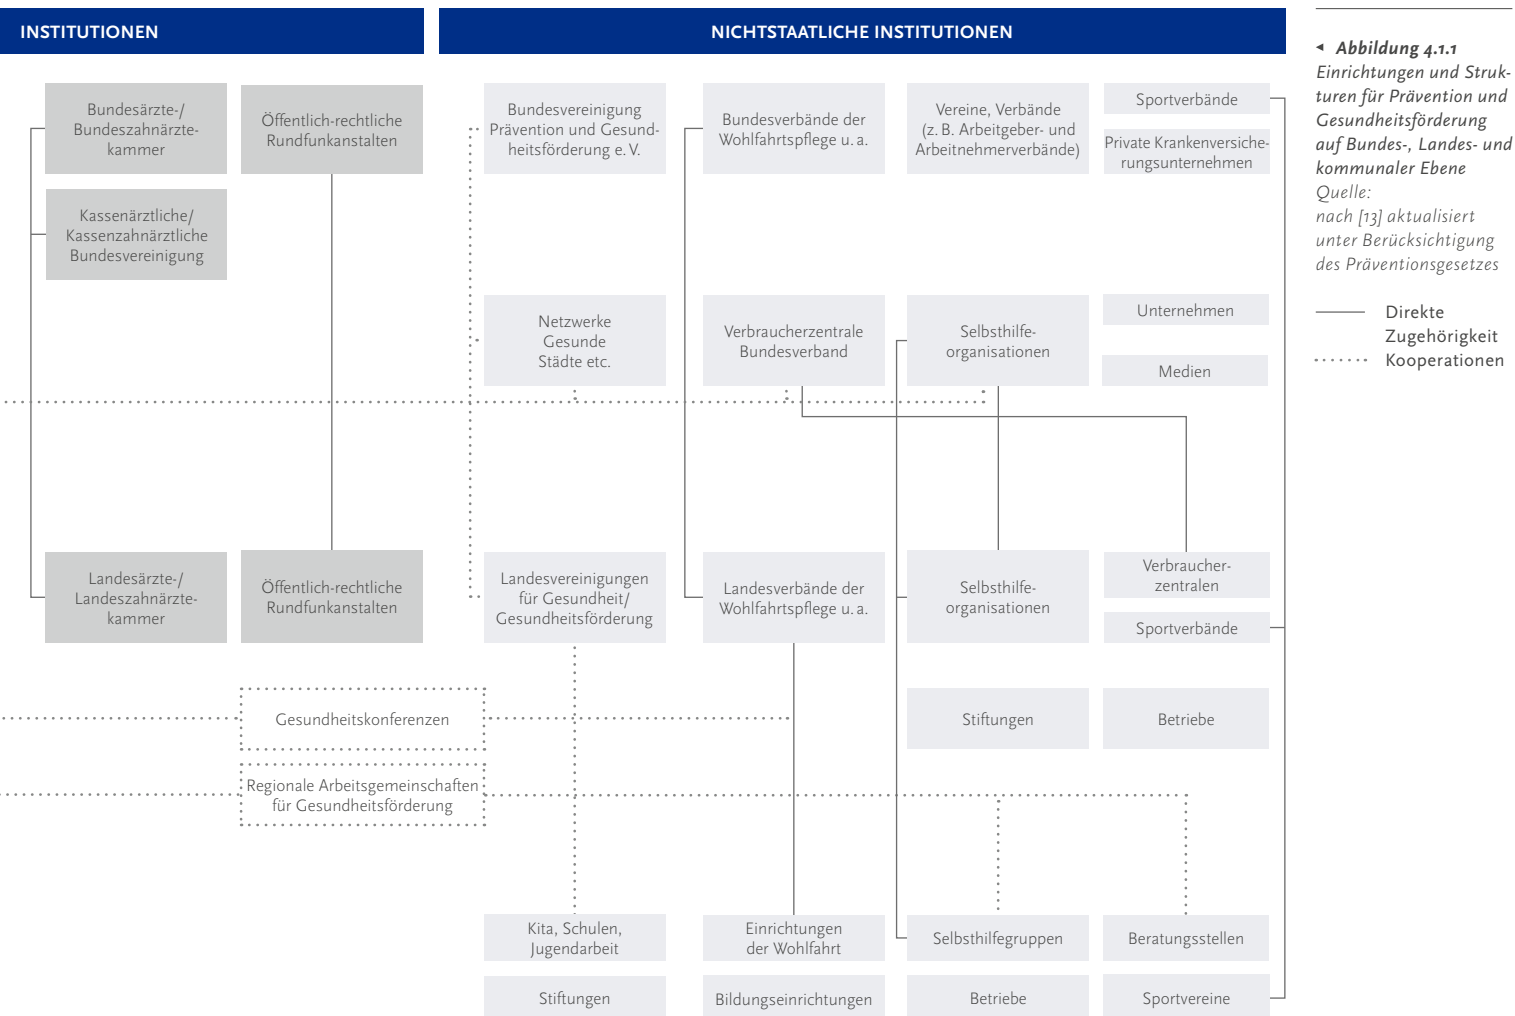 INSTITUTIONEN
NICHTSTAATLICHE INSTITUTIONEN
Bundesärzte-/
Bundeszahnärzte-
kammer
Öffentlich-rechtliche
Rundfunkanstalten
Bundesvereinigung
Prävention und Gesund-
heitsförderung e. V.
Bundesverbände der
Wohlfahrtspflege u. a.
Vereine, Verbände
(z. B. Arbeitgeber- und
Arbeitnehmerverbände)
Sportverbände
Private Krankenversiche-
rungsunternehmen
Kassenärztliche/
Kassenzahnärztliche
Bundesvereinigung
Netzwerke
Gesunde
Städte etc.
Verbraucherzentrale
Bundesverband
Selbsthilfe-
organisationen
Unternehmen
Medien
Landesärzte-/
Landeszahnärzte-
kammer
Öffentlich-rechtliche
Rundfunkanstalten
Landesvereinigungen
für Gesundheit/
Gesundheitsförderung
Landesverbände der
Wohlfahrtspflege u. a.
Selbsthilfe-
organisationen
Verbraucher-
zentralen
Sportverbände
Gesundheitskonferenzen
Stiftungen
Betriebe
Regionale Arbeitsgemeinschaften
für Gesundheitsförderung
Kita, Schulen,
Jugendarbeit
Einrichtungen
der Wohlfahrt
Selbsthilfegruppen
Beratungsstellen
Stiftungen
Bildungseinrichtungen
Betriebe
Sportvereine
◂ Abbildung 4.1.1
Einrichtungen und Struk-
turen für Prävention und
Gesundheitsförderung
auf Bundes-, Landes- und
kommunaler Ebene
Quelle:
nach [13] aktualisiert
unter Berücksichtigung
des Präventionsgesetzes
Direkte
Zugehörigkeit
Kooperationen